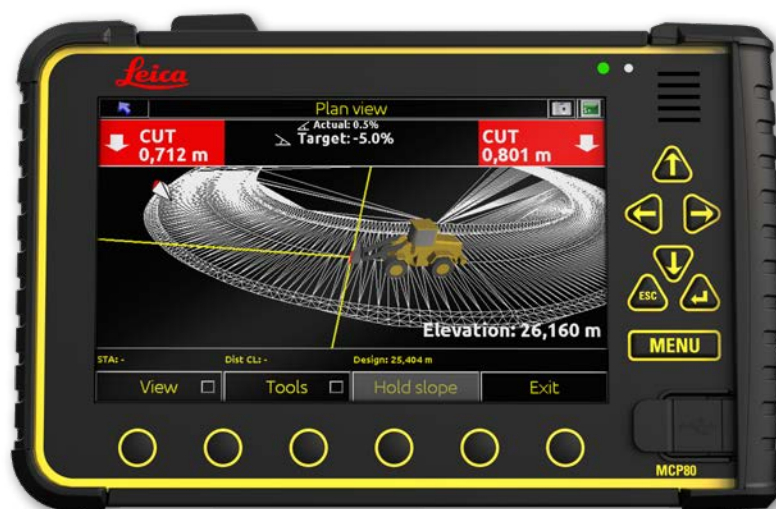 Leica
Plan view
CUT
0,712 m
Actual: 0.5%
Target: -5.0%
CUT
0,801 m
Elevation: 26,160 m
STA: -
Dist CL: -
Design: 25,404 m
View
Tools
Hold slope
Exit
ESC
MENU
MCP80